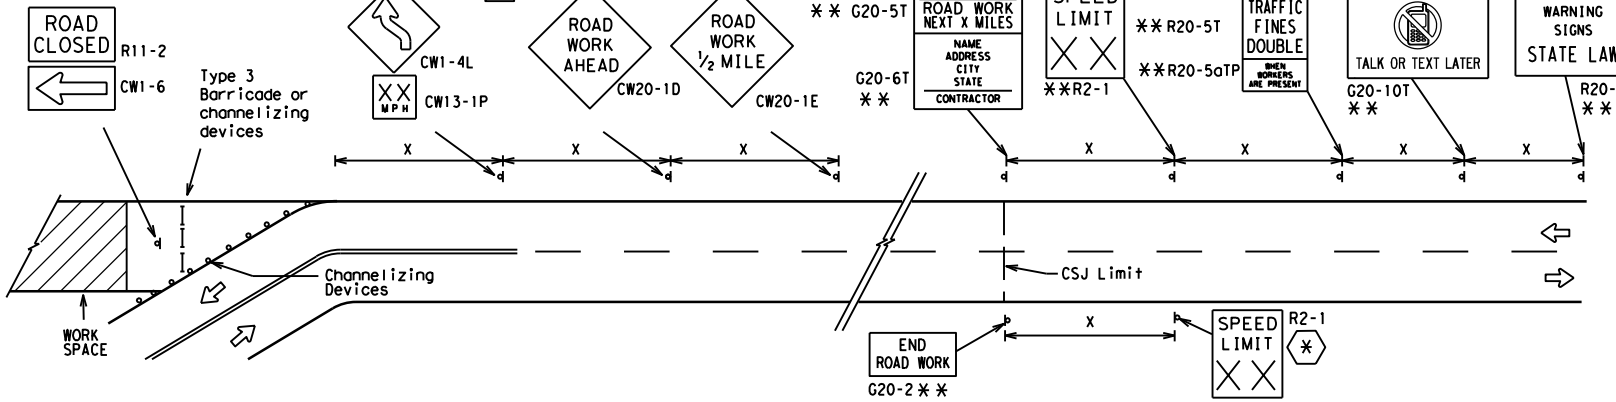 ROAD
CLOSED
R11-2
CW1-6
Type 3
Barricade or
channelizing
devices
CW1-4L
XX
MPH
CW13-1P
ROAD
WORK
AHEAD
CW20-1D
ROAD
WORK
1/2 MILE
CW20-1E
** G20-5T
ROAD WORK
NEXT X MILES
NAME
ADDRESS
CITY
STATE
CONTRACTOR
G20-6T
**
LIMIT
XX
**R2-1
**R20-5T
**R20-5aTP
TRAFFIC
FINES
DOUBLE
WHEN
WORKERS
ARE PRESENT
TALK OR TEXT LATER
G20-10T
**
WARNING
SIGNS
STATE LAW
R20-
**
X
X
X
X
X
X
X
Channelizing
Devices
CSJ Limit
WORK
SPACE
X
END
ROAD WORK
G20-2 **
SPEED
LIMIT
XX
R2-1
*